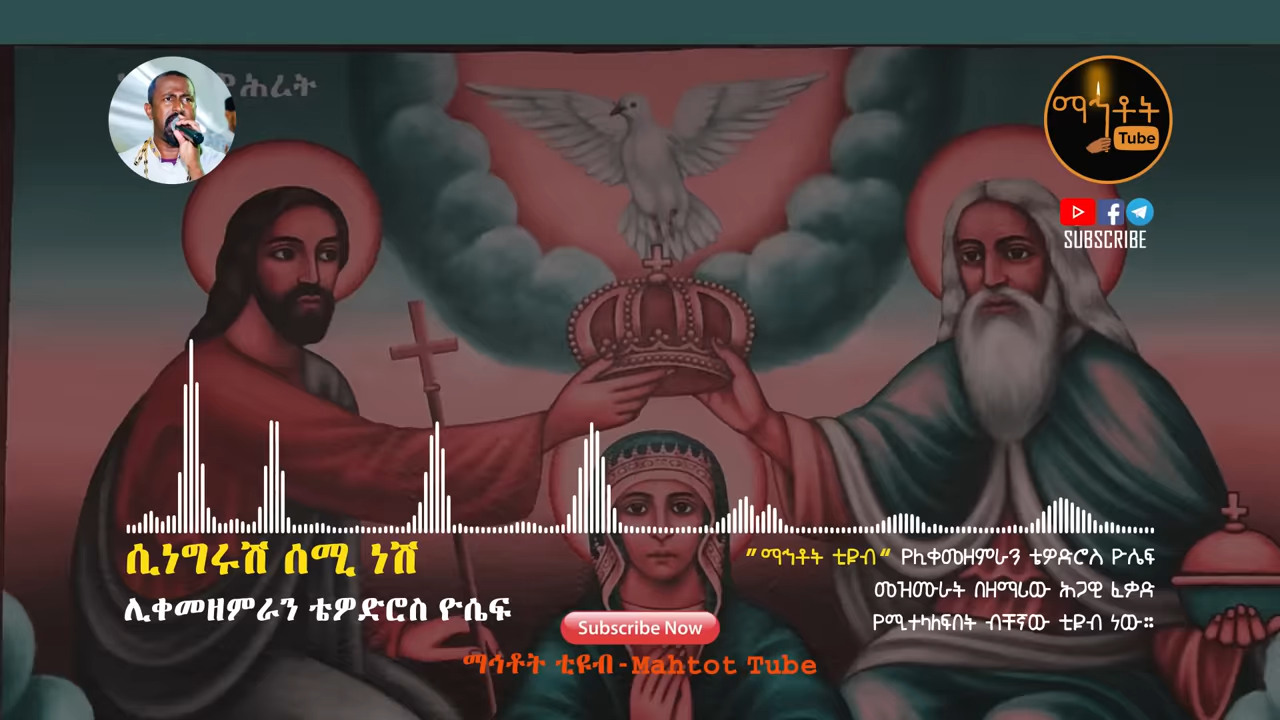 ሕሪት
ማኅቶት
Tube
SUBSCRIBE
ሲነግሩሽ ሰሚ ነሽ
ሊቀመዘምራን ቴዎድሮስ ዮሴፍ
"ማኅቶት ቲዩብ" የሊቀመዘምራን ቴዎድሮስ ዮሴፍ
መዝሙራት በዘማሪው ሕጋዊ ፈቃድ
የሚተላለፍበት ብቸኛው ቲዩብ ነው።
Subscribe Now
ማኅቶት ቲዩብ-Mahtot Tube